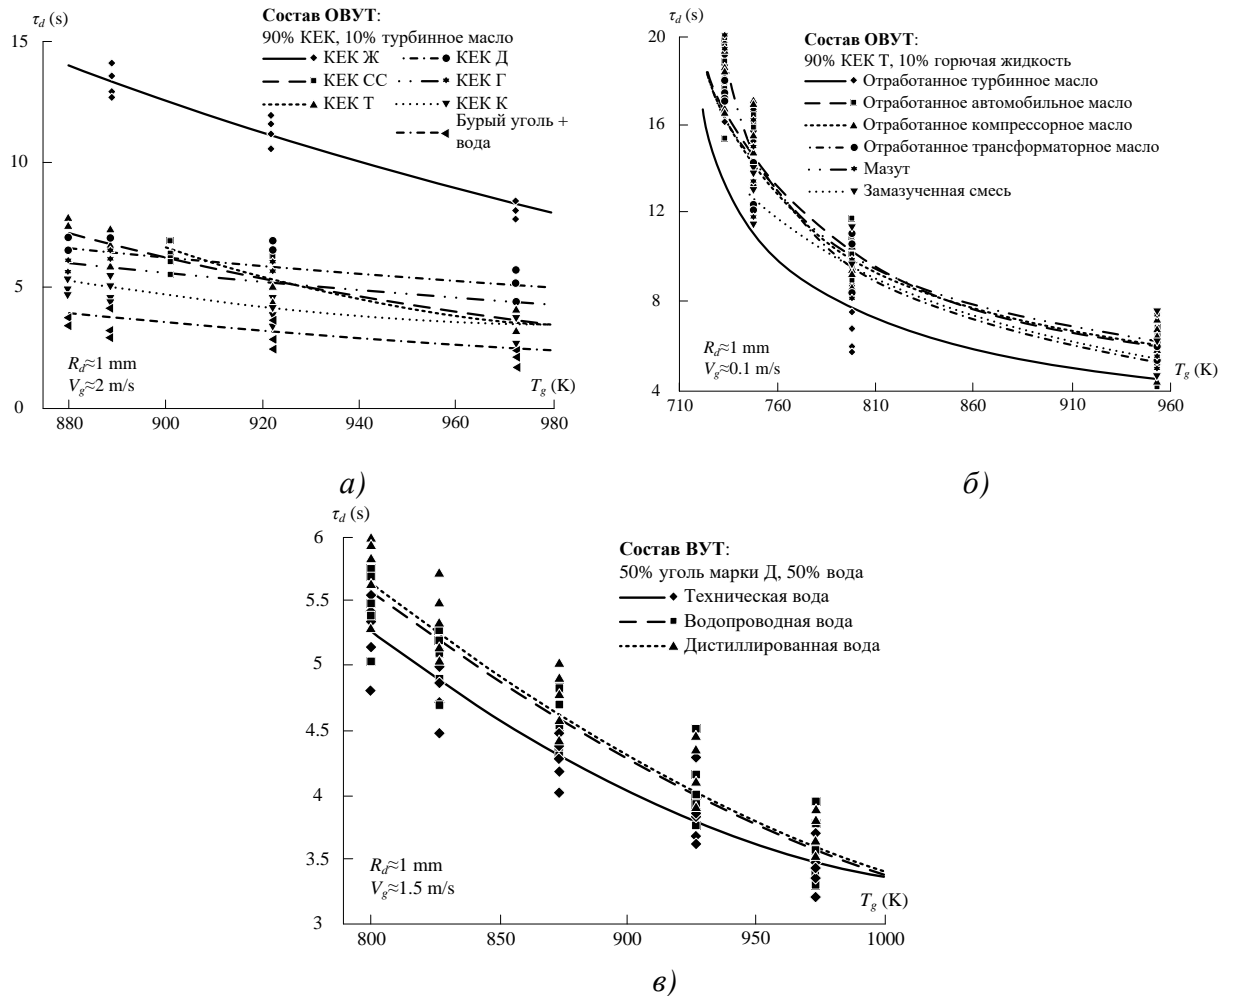 τd (s)
Состав ОВУТ:
90% КЕК, 10% турбинное масло
КЕК Ж
КЕК Д
КЕК СС
КЕК Г
КЕК Т
КЕК К
Бурый уголь +
вода
15
10
5
0
Rd≈1 mm
Vg≈2 m/s
Tg (K)
880 900 920 940 960 980
а)
τd (s)
Состав ОВУТ:
90% КЕК Т, 10% горючая жидкость
Отработанное турбинное масло
Отработанное автомобильное масло
Отработанное компрессорное масло
Отработанное трансформаторное масло
Мазут
Замазученная смесь
20
16
12
8
4
Rd≈1 mm
Vg≈0.1 m/s
Tg (K)
710 760 810 860 910 960
б)
τd (s)
Состав ВУТ:
50% уголь марки Д, 50% вода
Техническая вода
Водопроводная вода
Дистиллированная вода
6
5.5
5
4.5
4
3.5
3
Rd≈1 mm
Vg≈1.5 m/s
Tg (K)
800 850 900 950 1000
в)